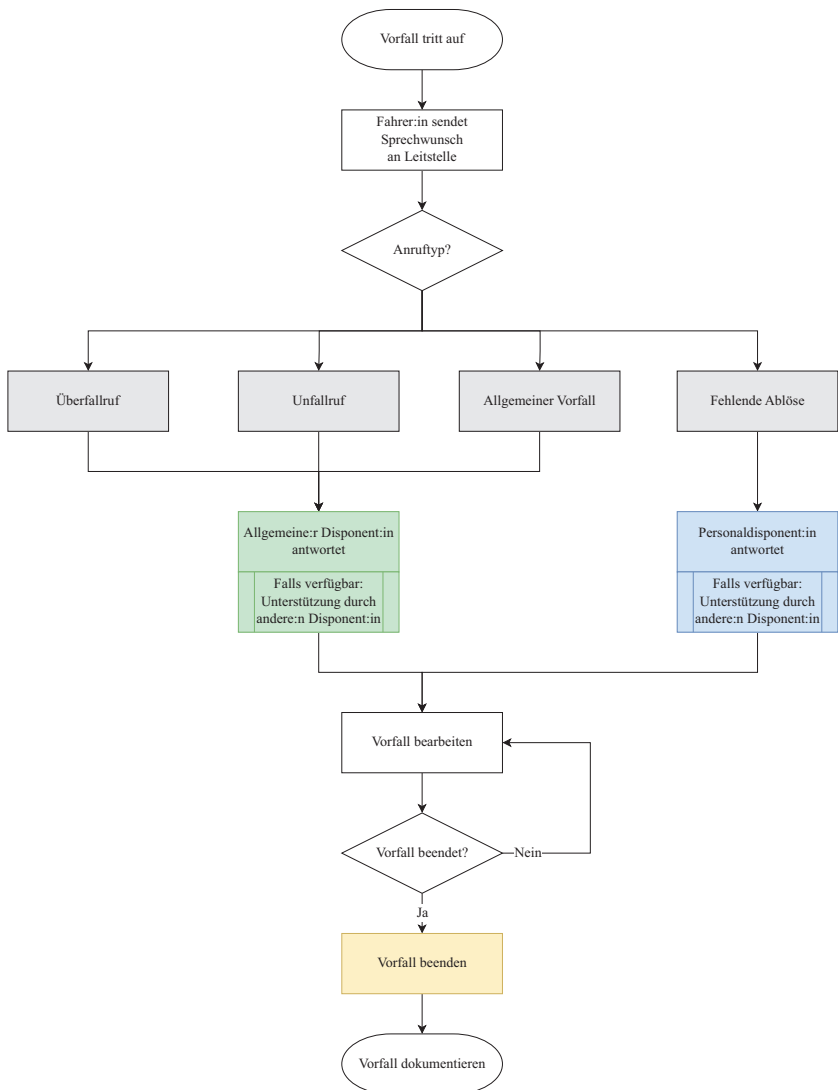 Vorfall tritt auf
Fahrer:in sendet
Sprechwunsch
an Leitstelle
Anruftyp?
Überfallruf
Unfallruf
Allgemeiner Vorfall
Fehlende Ablöse
Allgemeine:r Disponent:in
antwortet
Falls verfügbar:
Unterstützung durch
andere:n Disponent:in
Personaldisponent:in
antwortet
Falls verfügbar:
Unterstützung durch
andere:n Disponent:in
Vorfall bearbeiten
Vorfall beendet?
Nein
Ja
Vorfall beenden
Vorfall dokumentieren